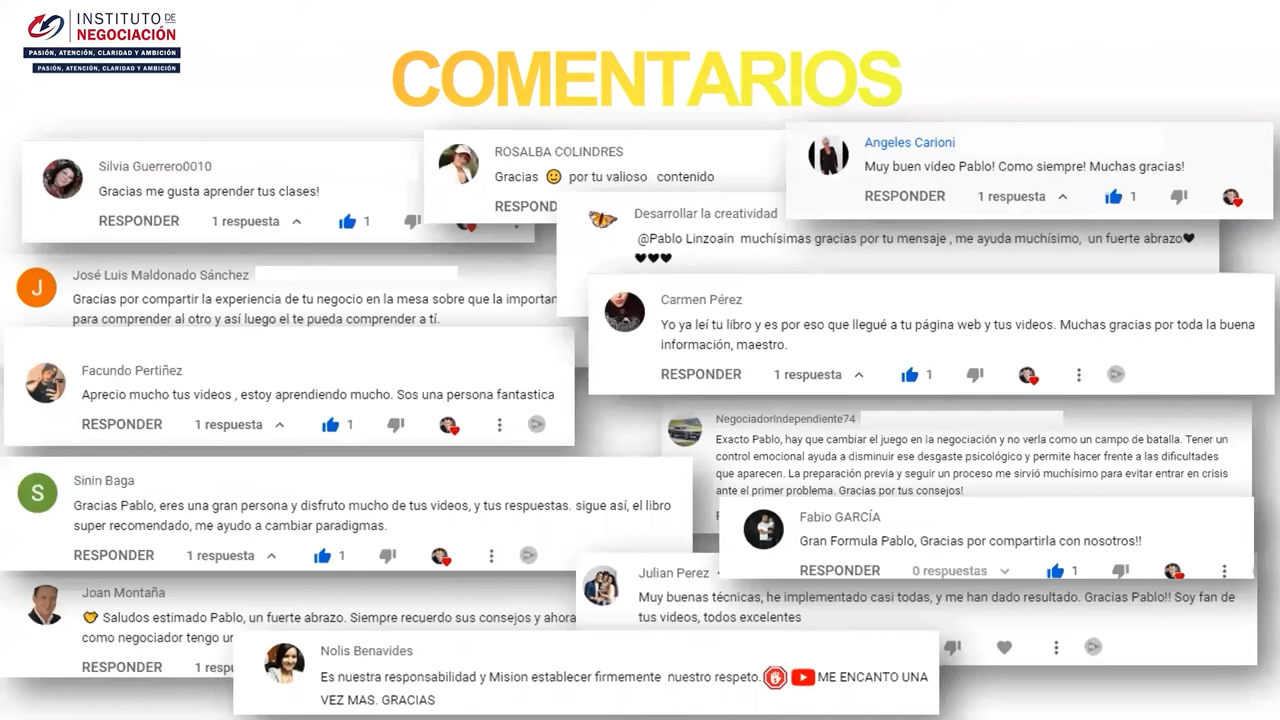 INSTITUTO DE
NEGOCIACIÓN
PASIÓN, ATENCIÓN, CLARIDAD Y AMBICIÓN
PASIÓN, ATENCIÓN, CLARIDAD Y AMBICIÓN
COMENTARIOS
Silvia Guerrero0010
Gracias me gusta aprender tus clases!
RESPONDER 1 respuesta 1
ROSALBA COLINDRES
Gracias 🙂 por tu valioso contenido
RESPOND
Angeles Carioni
Muy buen video Pablo! Como siempre! Muchas gracias!
RESPONDER 1 respuesta 1
Desarrollar la creatividad
@Pablo Linzoain muchísimas gracias por tu mensaje , me ayuda muchísimo, un fuerte abrazo♥
♥♥♥
J
José Luis Maldonado Sánchez
Gracias por compartir la experiencia de tu negocio en la mesa sobre que la importan
para comprender al otro y así luego el te pueda comprender a tí.
Carmen Pérez
Yo ya leí tu libro y es por eso que llegué a tu página web y tus videos. Muchas gracias por toda la buena
información, maestro.
RESPONDER 1 respuesta 1
Facundo Pertiñez
Aprecio mucho tus videos , estoy aprendiendo mucho. Sos una persona fantastica
RESPONDER 1 respuesta 1
NegociadorIndependiente74
Exacto Pablo, hay que cambiar el juego en la negociación y no verla como un campo de batalla. Tener un
control emocional ayuda a disminuir ese desgaste psicológico y permite hacer frente a las dificultades
que aparecen. La preparación previa y seguir un proceso me sirvió muchísimo para evitar entrar en crisis
ante el primer problema. Gracias por tus consejos!
S
Sinin Baga
Gracias Pablo, eres una gran persona y disfruto mucho de tus videos, y tus respuestas. sigue así, el libro
super recomendado, me ayudo a cambiar paradigmas.
RESPONDER 1 respuesta 1
Fabio GARCÍA
Gran Formula Pablo, Gracias por compartirla con nosotros!!
RESPONDER 0 respuestas 1
Julian Perez
Muy buenas técnicas, he implementado casi todas, y me han dado resultado. Gracias Pablo!! Soy fan de
tus videos, todos excelentes
Joan Montaña
Saludos estimado Pablo, un fuerte abrazo. Siempre recuerdo sus consejos y ahora
como negociador tengo
RESPONDER 1 resp
Nolis Benavides
Es nuestra responsabilidad y Mision establecer firmemente nuestro respeto. ME ENCANTO UNA
VEZ MAS. GRACIAS